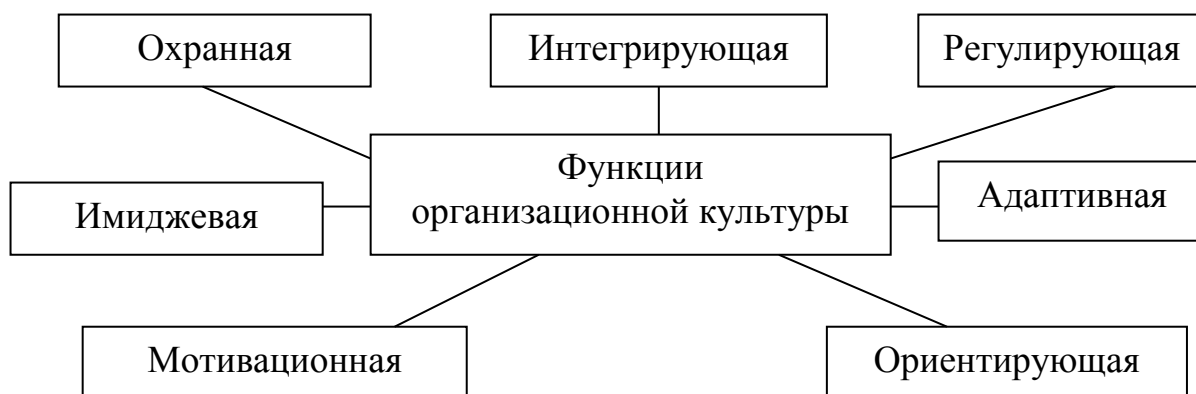 Охранная
Интегрирующая
Регулирующая
Функции
организационной культуры
Имиджевая
Адаптивная
Мотивационная
Ориентирующая